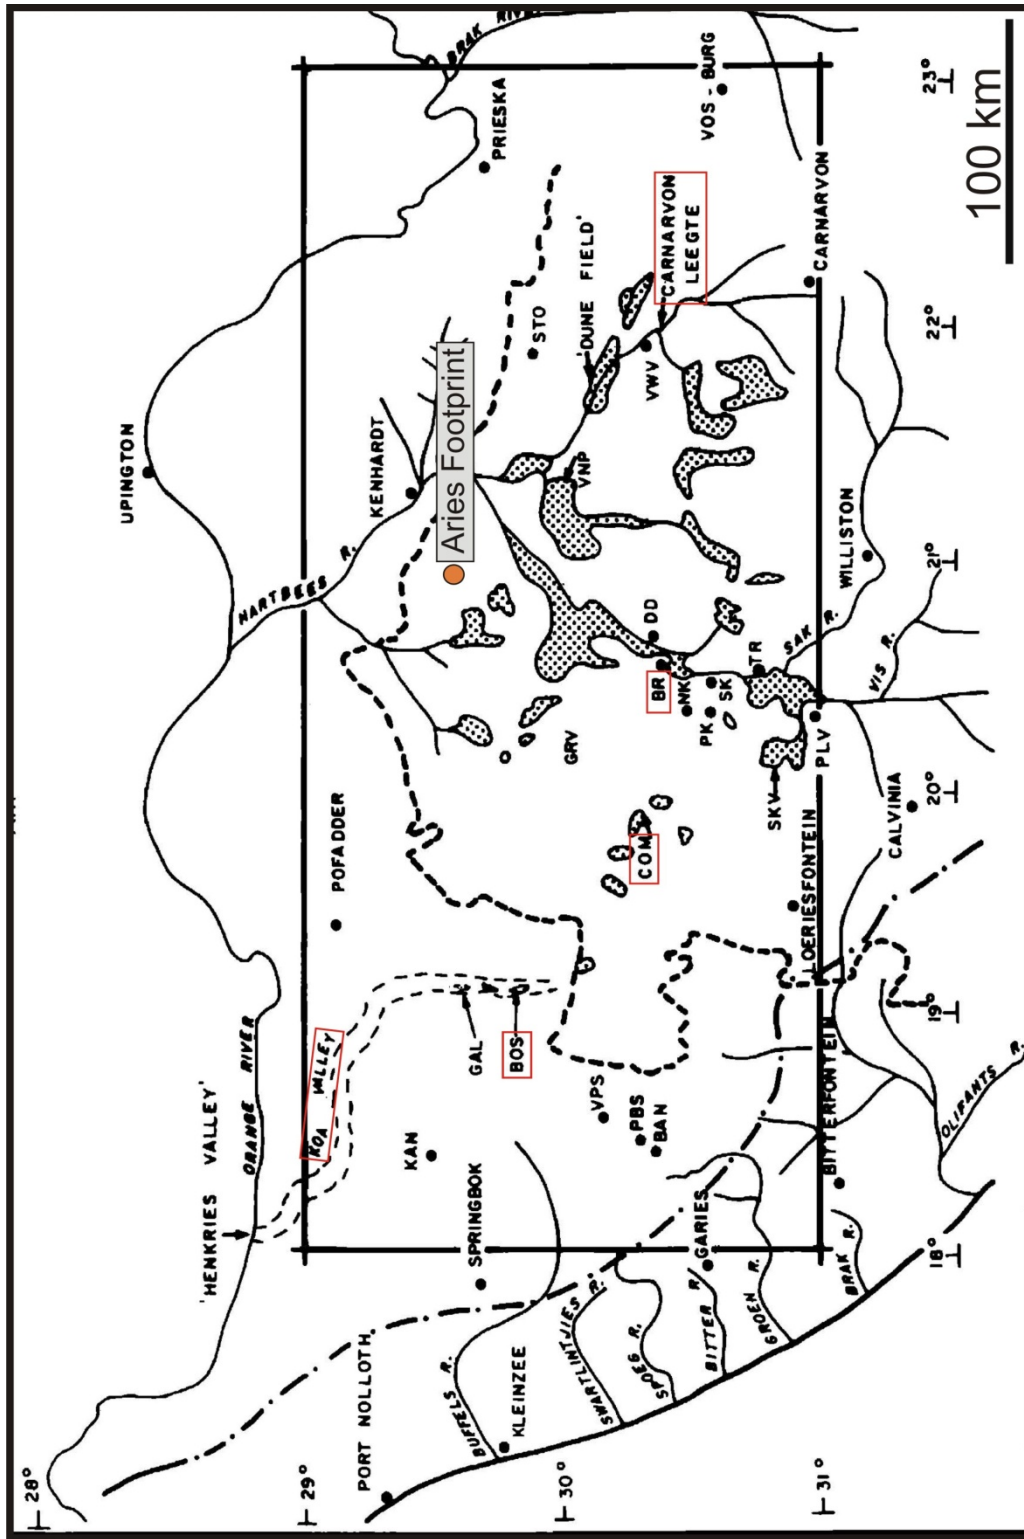 28°
29°
30°
31°
18°
19°
20°
21°
22°
23°
100 km
PORT NOLLOTH
KLEINZEE
BUFFELS R.
SWARTLINTJIES R.
SPOEG R.
BITTER R.
GROEN R.
BRAK R.
OLIFANTS R.
SPRINGBOK
GARIES
BITTERFONTEIN
'HENKRIES VALLEY'
ORANGE RIVER
KOA VALLEY
KAN
GAL
BOS
VPS
PBS
BAN
LOERIESFONTEIN
CALVINIA
POFADDER
COM
GRV
SKV
PLV
PK
SK
NK
BR
DD
TR
SAK R.
VIS R.
WILLISTON
HARTBEES R.
UPINGTON
KENHARDT
Aries Footprint
VNP
STO
'DUNE FIELD'
VWV
CARNARVON
LEEGTE
CARNARVON
PRIESKA
VOS-BURG
BRAK RIVER